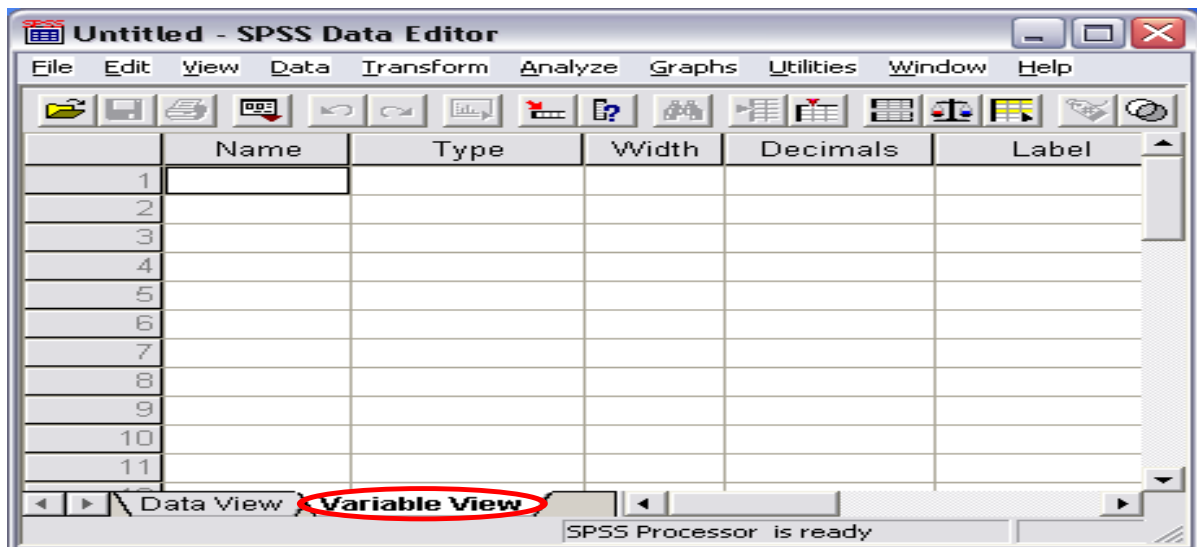 Untitled - SPSS Data Editor
File Edit View Data Transform Analyze Graphs Utilities Window Help
Name Type Width Decimals Label
1
2
3
4
5
6
7
8
9
10
11
Data View Variable View
SPSS Processor is ready